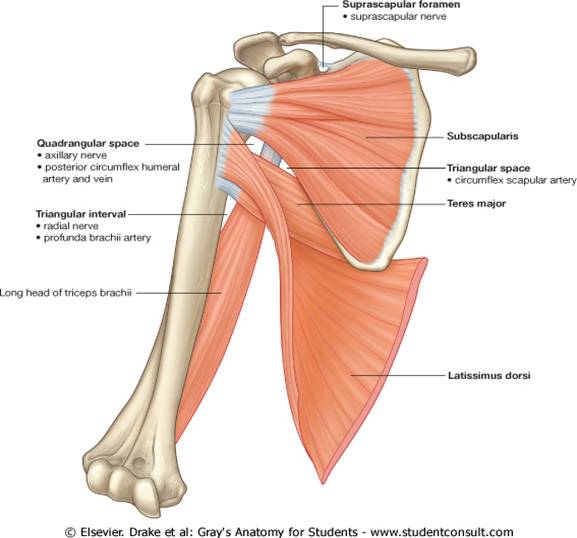 Suprascapular foramen
• suprascapular nerve
Quadrangular space
• axillary nerve
• posterior circumflex humeral
artery and vein
Subscapularis
Triangular space
• circumflex scapular artery
Teres major
Triangular interval
• radial nerve
• profunda brachii artery
Long head of triceps brachii
Latissimus dorsi
© Elsevier. Drake et al: Gray's Anatomy for Students - www.studentconsult.com